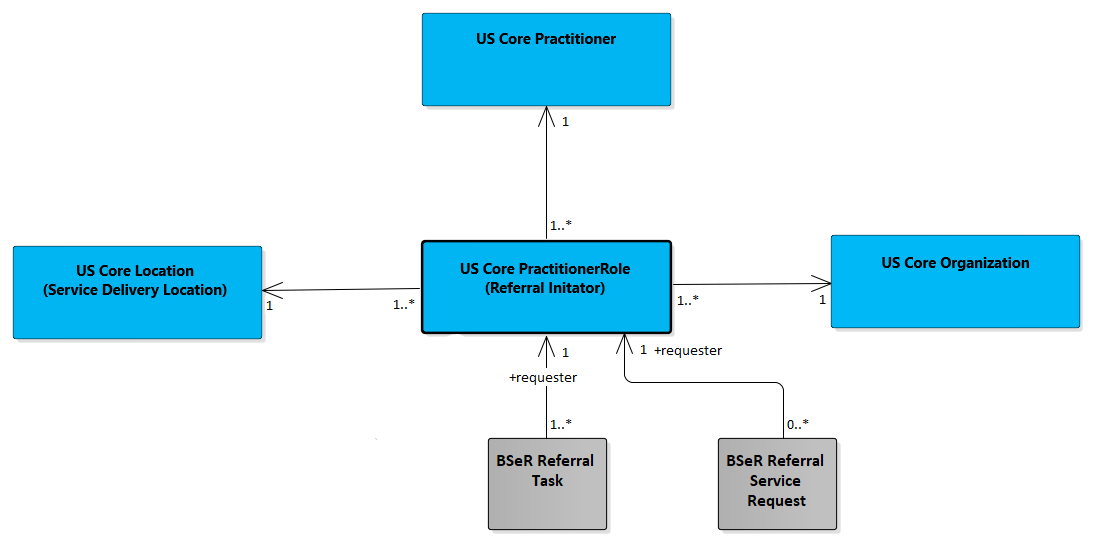 US Core Practitioner
1
1..*
US Core Location
(Service Delivery Location)
1
1..*
US Core PractitionerRole
(Referral Initator)
1..*
1
US Core Organization
1
+requester
1..*
1 +requester
0..*
BSeR Referral
Task
BSeR Referral
Service
Request